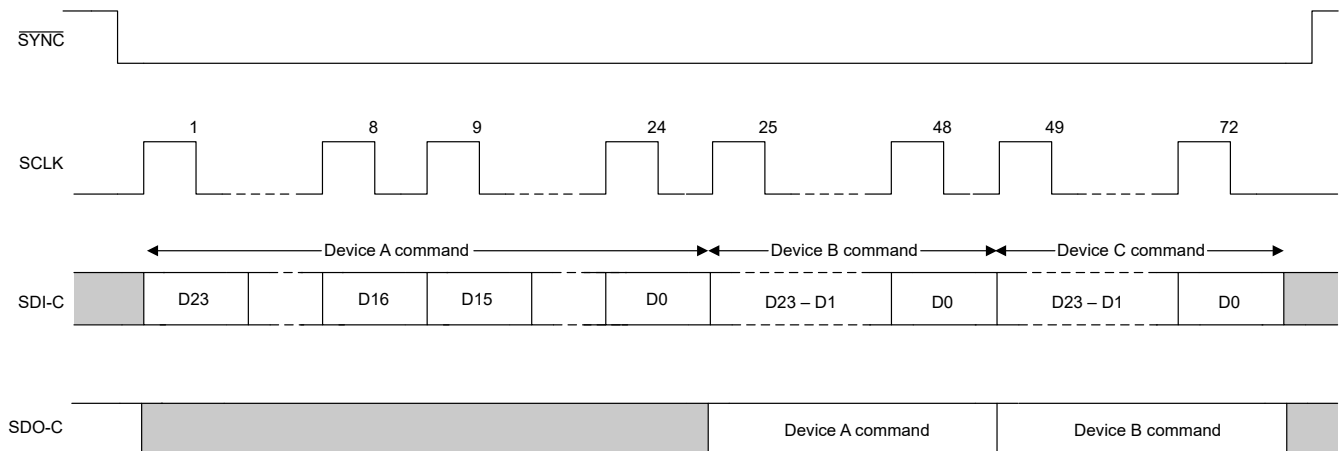 SYNC
1 8 9 24 25 48 49 72
SCLK
Device A command Device B command Device C command
SDI-C D23 D16 D15 D0 D23 – D1 D0 D23 – D1 D0
SDO-C Device A command Device B command